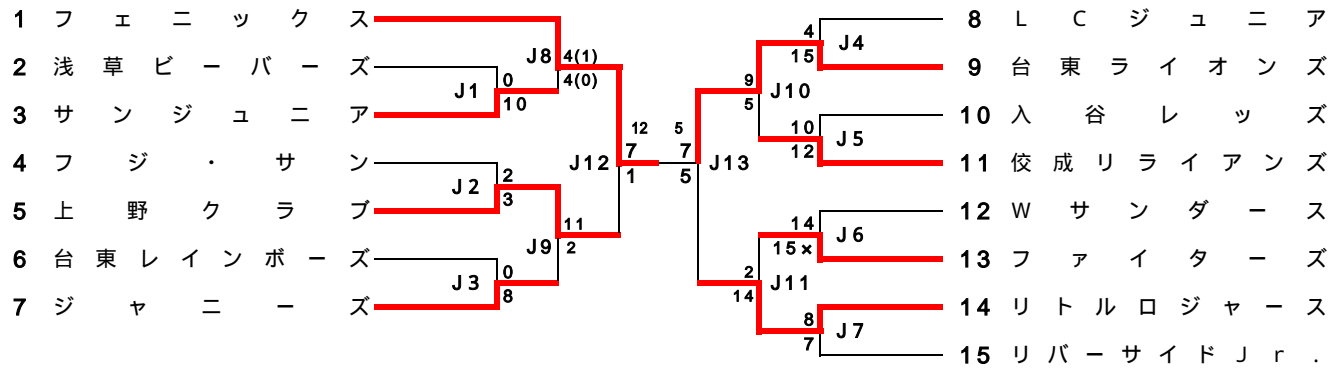 1 フェニックス
2 浅草ビーバーズ
3 サンジュニア
4 フジ・サン
5 上野クラブ
6 台東レインボーズ
7 ジャニーズ
J8 4(1)
4(0)
J1 0
10
J2 2
3
J9 11
2
J3 0
8
12
J12 7
1
5
7 J13
5
4 J4
15
9 J10
5
10 J5
12
14 J6
15×
2 J11
14
8 J7
7
8 LCジュニア
9 台東ライオンズ
10 入谷レッズ
11 佼成リライアンズ
12 Wサンダース
13 ファイターズ
14 リトルロジャース
15 リバーサイドJr.